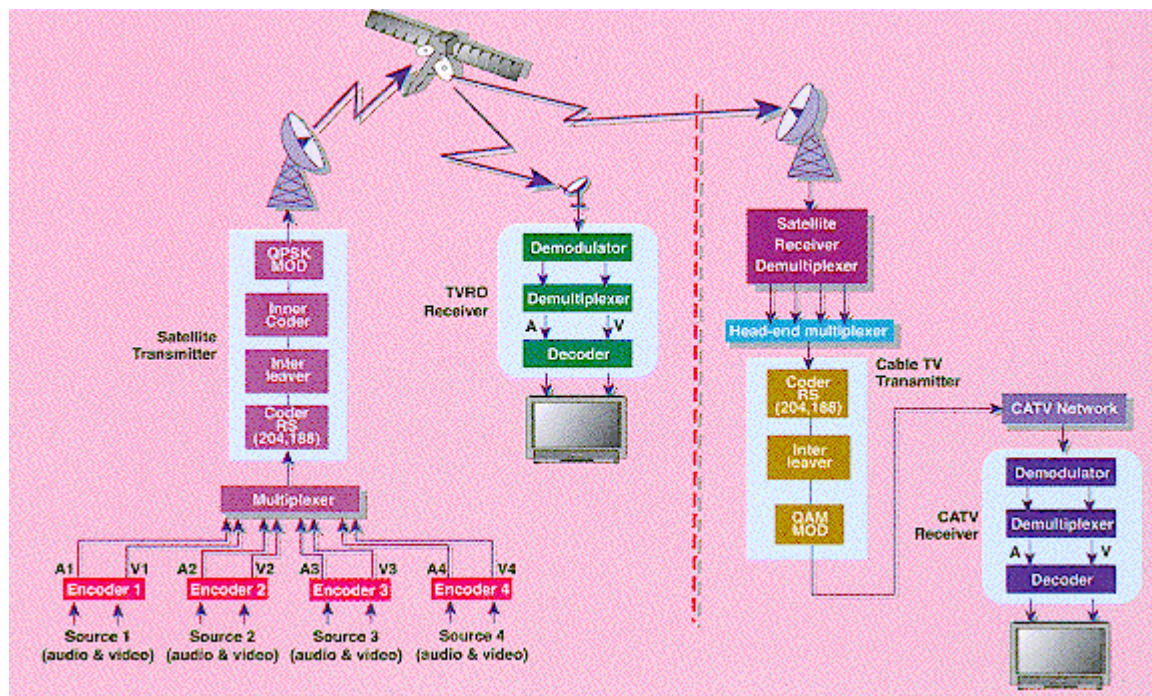 QPSK
MOD
Inner
Coder
Inter
leaver
Coder
RS
(204,188)
Satellite
Transmitter
Multiplexer
A1 V1 A2 V2 A3 V3 A4 V4
Encoder 1 Encoder 2 Encoder 3 Encoder 4
Source 1 Source 2 Source 3 Source 4
(audio & video) (audio & video) (audio & video) (audio & video)
TVRO
Receiver
Demodulator
Demultiplexer
A V
Decoder
Satellite
Receiver
Demultiplexer
Head-end multiplexer
Cable TV
Transmitter
Coder
RS
(204,188)
Inter
leaver
QAM
MOD
CATV Network
CATV
Receiver
Demodulator
Demultiplexer
A V
Decoder